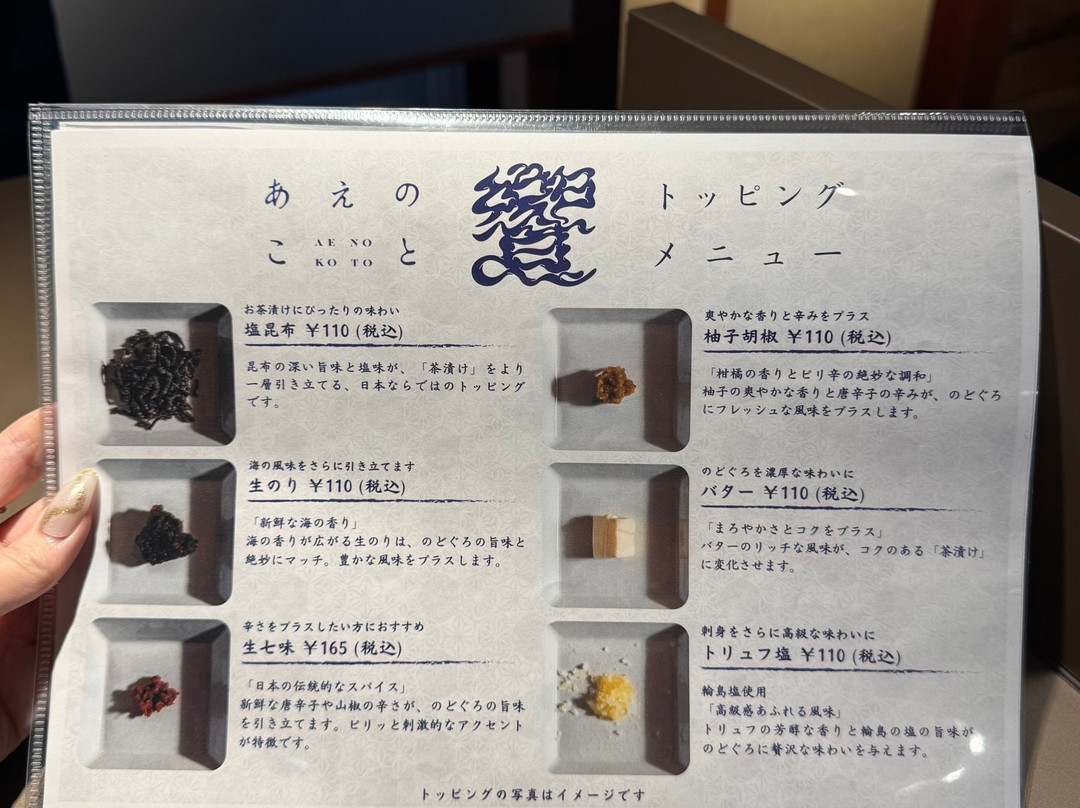 あえの
こと
AE NO
KO TO
饗
トッピング
メニュー
お茶漬けにぴったりの味わい
塩昆布 ¥110 (税込)
昆布の深い旨味と塩味が、「茶漬け」をより
一層引き立てる、日本ならではのトッピング
です。
海の風味をさらに引き立てます
生のり ¥110 (税込)
「新鮮な海の香り」
海の香りが広がる生のりは、のどぐろの旨味と
絶妙にマッチ。豊かな風味をプラスします。
辛さをプラスしたい方におすすめ
生七味 ¥165 (税込)
「日本の伝統的なスパイス」
新鮮な唐辛子や山椒の辛さが、のどぐろの旨味
を引き立てます。ピリッと刺激的なアクセント
が特徴です。
爽やかな香りと辛みをプラス
柚子胡椒 ¥110 (税込)
「柑橘の香りとピリ辛の絶妙な調和」
柚子の爽やかな香りと唐辛子の辛みが、のどぐろ
にフレッシュな風味をプラスします。
のどぐろを濃厚な味わいに
バター ¥110 (税込)
「まろやかさとコクをプラス」
バターのリッチな風味が、コクのある「茶漬け」
に変化させます。
刺身をさらに高級な味わいに
トリュフ塩 ¥110 (税込)
輪島塩使用
「高級感あふれる風味」
トリュフの芳醇な香りと輪島の塩の旨味が
のどぐろに贅沢な味わいを与えます。
トッピングの写真はイメージです